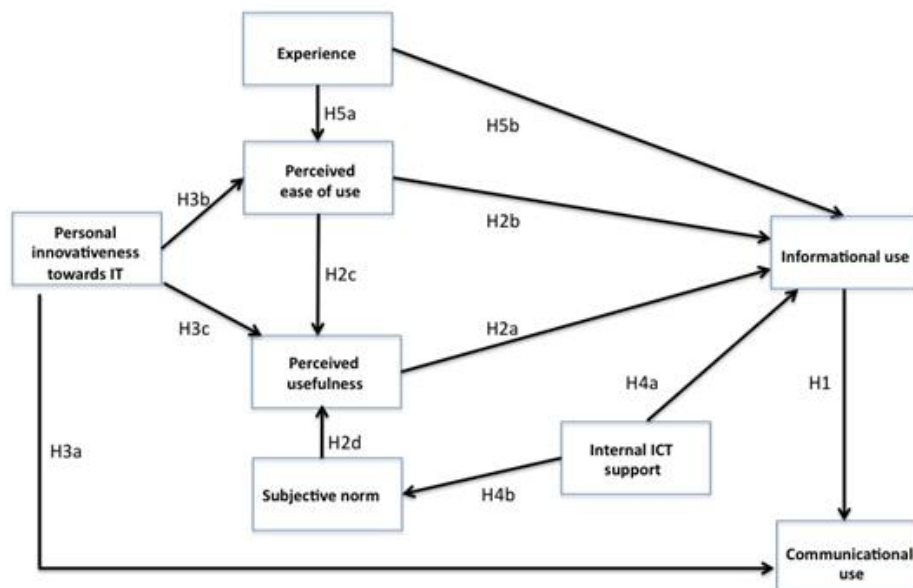 Experience
H5a
H5b
Perceived
ease of use
H3b
H2b
Personal
innovativeness
towards IT
Informational use
H2c
H3c
H2a
Perceived
usefulness
H4a
H1
H3a
H2d
Internal ICT
support
Subjective norm
H4b
Communicational
use